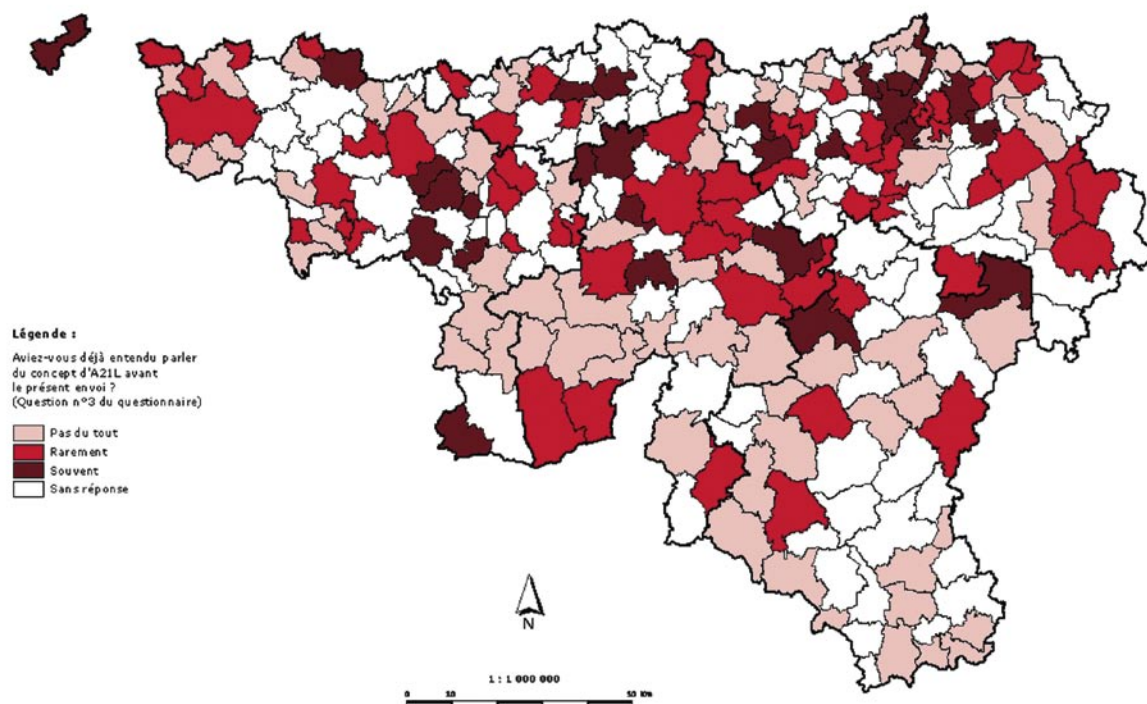 Légende :
Aviez-vous déjà entendu parler
du concept d'A21L avant
le présent envoi ?
(Question n°3 du questionnaire)
Pas du tout
Rarement
Souvent
Sans réponse
N
1 : 1 000 000
0 10 50 Km